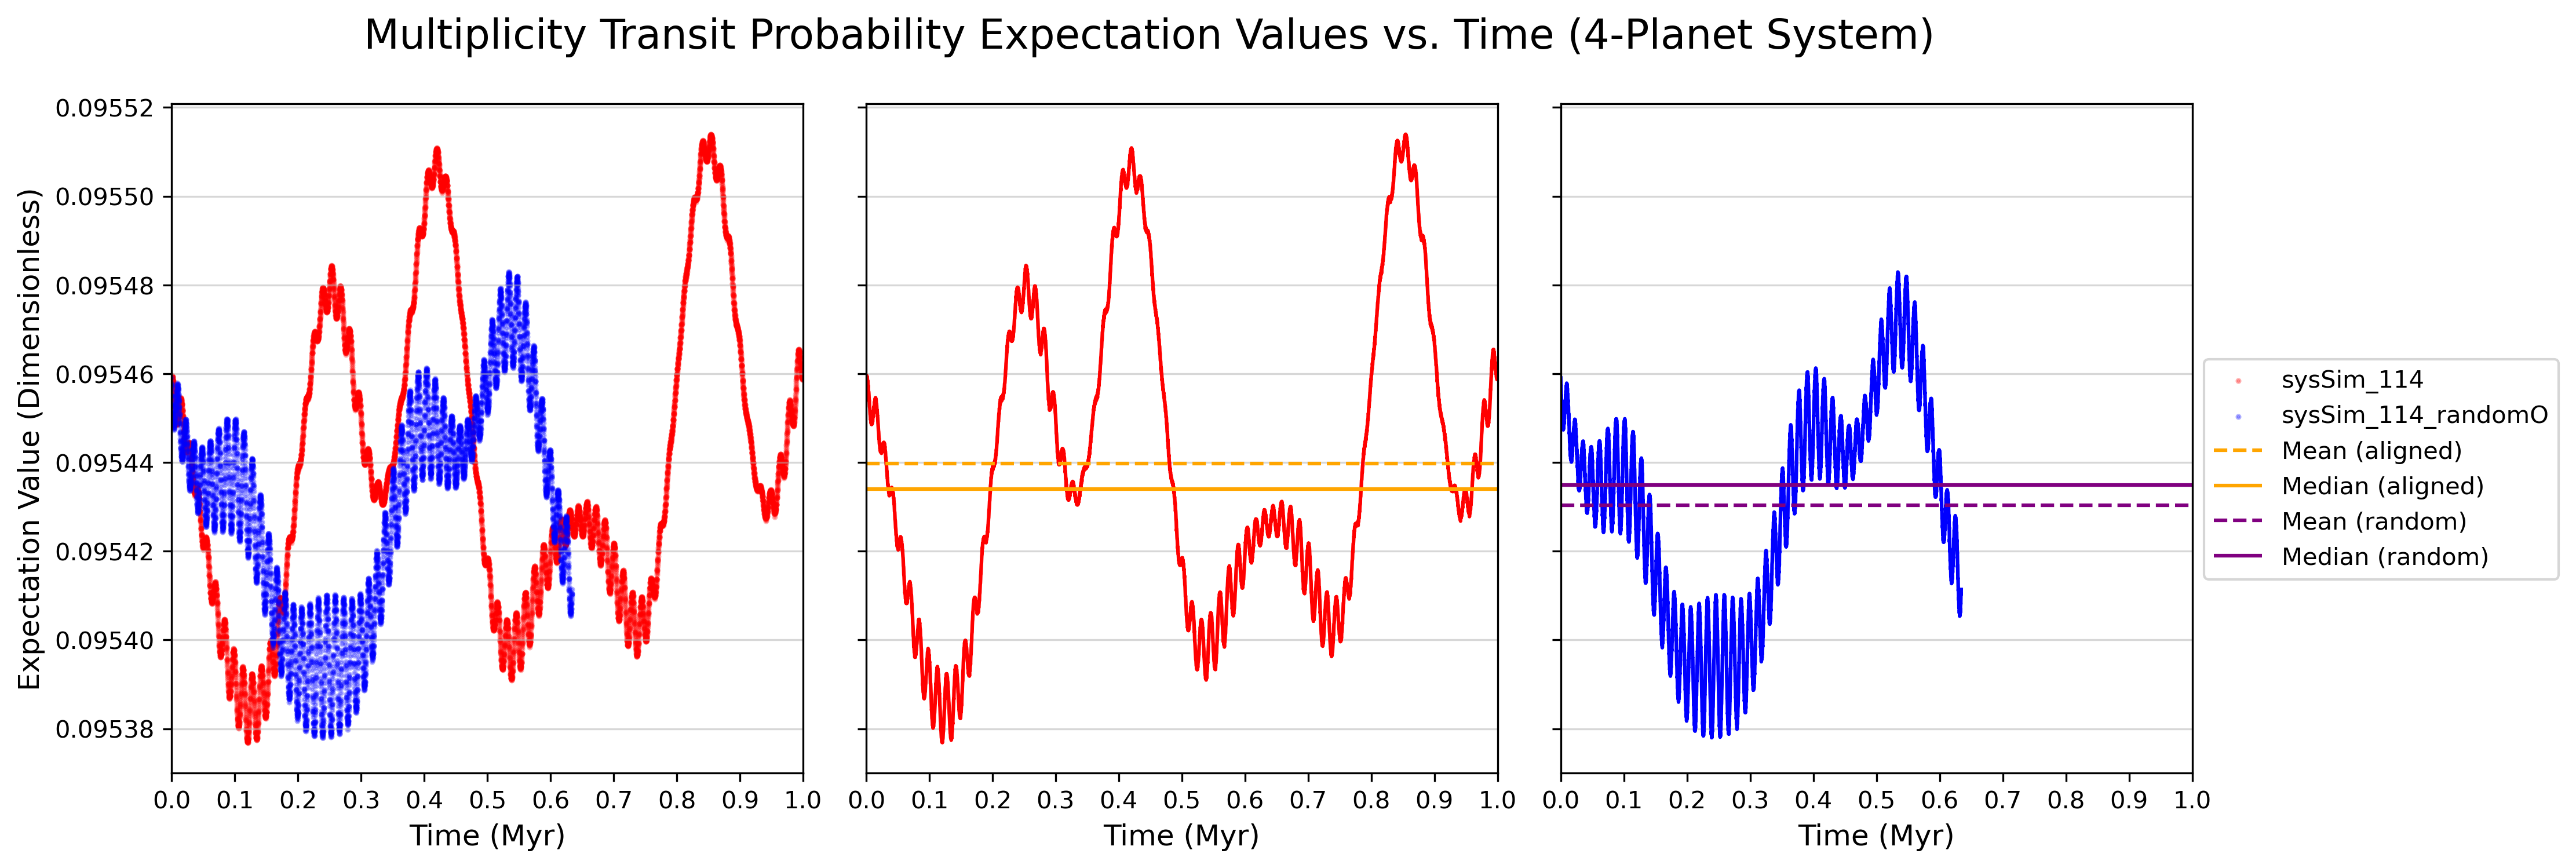 Multiplicity Transit Probability Expectation Values vs. Time (4-Planet System)
Expectation Value (Dimensionless)
0.09552
0.09550
0.09548
0.09546
0.09544
0.09542
0.09540
0.09538
0.0 0.1 0.2 0.3 0.4 0.5 0.6 0.7 0.8 0.9 1.0
Time (Myr)
0.0 0.1 0.2 0.3 0.4 0.5 0.6 0.7 0.8 0.9 1.0
Time (Myr)
0.0 0.1 0.2 0.3 0.4 0.5 0.6 0.7 0.8 0.9 1.0
Time (Myr)
sysSim_114
sysSim_114_randomO
Mean (aligned)
Median (aligned)
Mean (random)
Median (random)